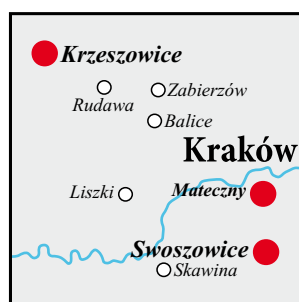 Krzeszowice
Rudawa
Zabierzów
Balice
Kraków
Liszki
Mateczny
Swoszowice
Skawina